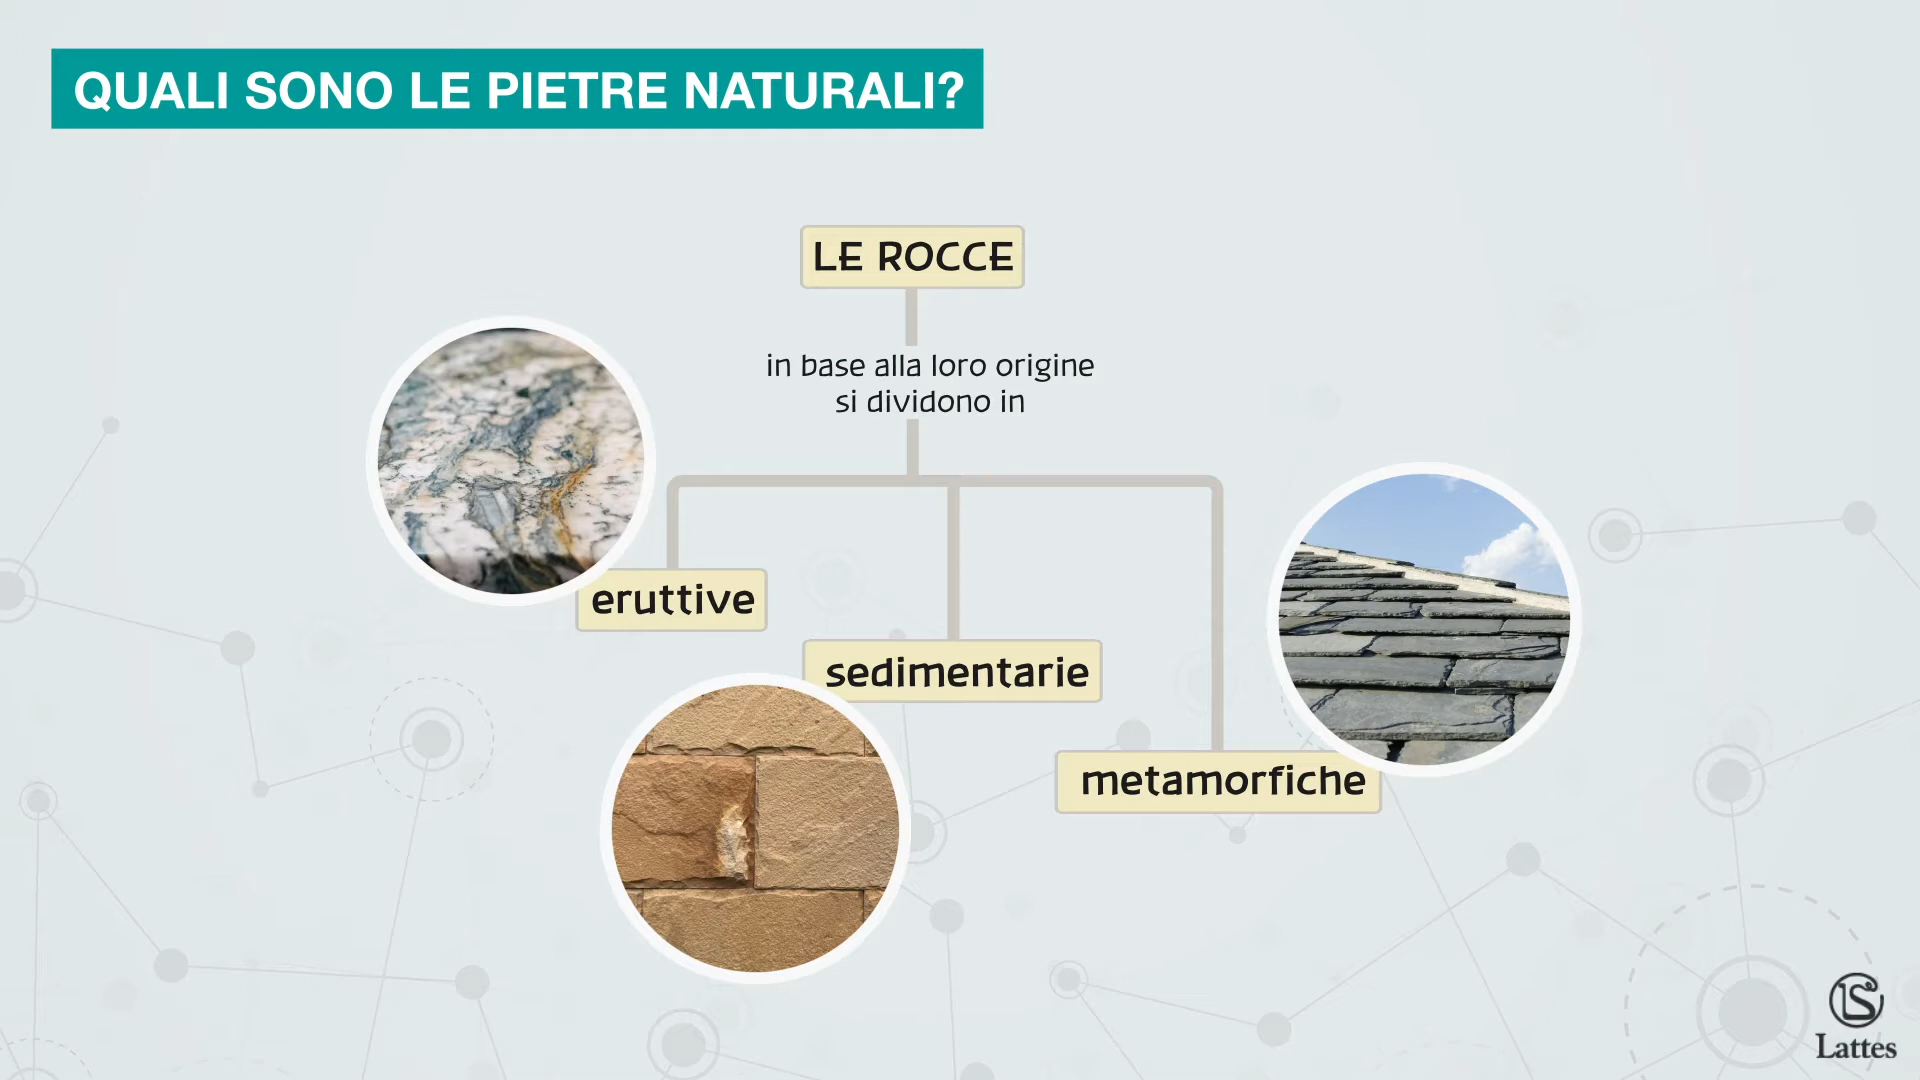 QUALI SONO LE PIETRE NATURALI?
LE ROCCE
in base alla loro origine
si dividono in
eruttive
sedimentarie
metamorfiche
LS
Lattes